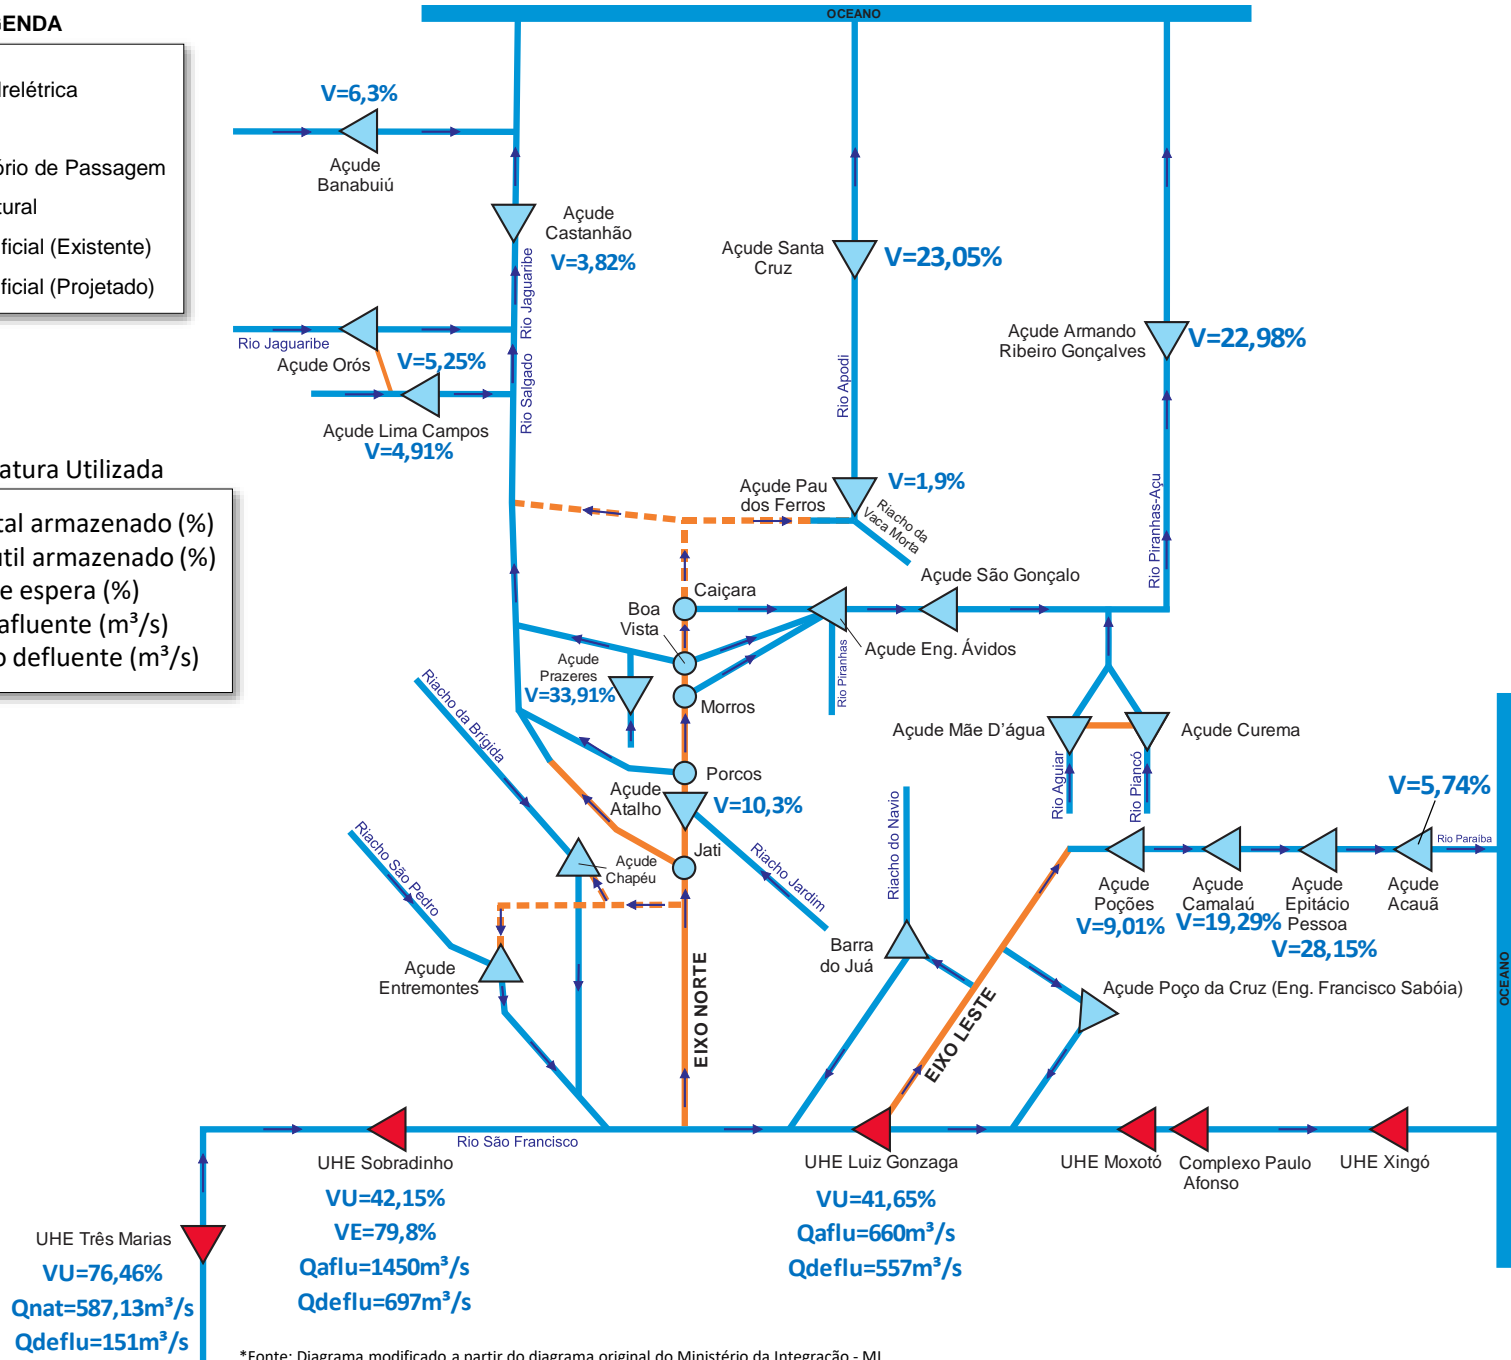 OCEANO
GENDA
drelétrica
ório de Passagem
tural
ificial (Existente)
ificial (Projetado)
V=6,3%
Açude
Banabuiú
Açude
Castanhão
V=3,82%
Rio Jaguaribe
Açude Santa
Cruz
V=23,05%
Açude Armando
Ribeiro Gonçalves
V=22,98%
Rio Jaguaribe
Açude Orós
V=5,25%
Rio Salgado
Rio Apodi
Açude Lima Campos
V=4,91%
atura Utilizada
tal armazenado (%)
útil armazenado (%)
e espera (%)
afluente (m³/s)
o defluente (m³/s)
Açude Pau
dos Ferros
V=1,9%
Riacho da
Vaca Morta
Rio Piranhas-Açu
Caiçara
Boa
Vista
Açude São Gonçalo
Açude Eng. Ávidos
Rio Piranhas
Açude
Prazeres
V=33,91%
Morros
Riacho da Brigida
Açude Mãe D'água
Açude Curema
Rio Aguiar
Rio Piancó
Porcos
Açude
Atalho
V=10,3%
V=5,74%
Riacho São Pedro
Açude
Chapéu
Jati
Riacho Jardim
Riacho do Navio
Rio Paraiba
Açude
Poções
V=9,01%
Açude
Camalaú
V=19,29%
Açude
Epitácio
Pessoa
V=28,15%
Açude
Acauã
Barra
do Juá
Açude
Entremontes
EIXO NORTE
EIXO LESTE
Açude Poço da Cruz (Eng. Francisco Sabóia)
OCEANO
Rio São Francisco
UHE Sobradinho
VU=42,15%
VE=79,8%
Qaflu=1450m³/s
Qdeflu=697m³/s
UHE Luiz Gonzaga
VU=41,65%
Qaflu=660m³/s
Qdeflu=557m³/s
UHE Moxotó
Complexo Paulo
Afonso
UHE Xingó
UHE Três Marias
VU=76,46%
Qnat=587,13m³/s
Qdeflu=151m³/s
*Fonte: Diagrama modificado a partir do diagrama original do Ministério da Integração - MI